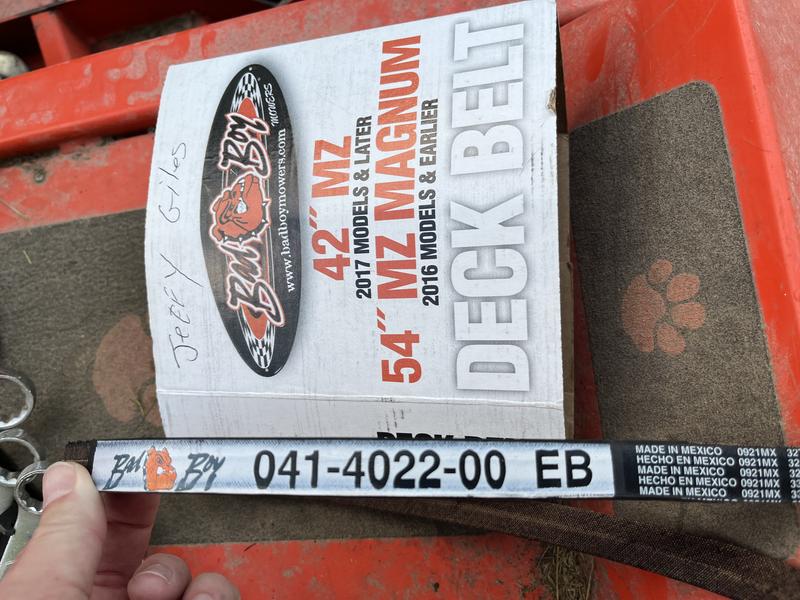 Jeffy Giles
Bad Boy
MOWERS
www.badboymowers.com
42" MZ
2017 MODELS & LATER
54" MZ MAGNUM
2016 MODELS & EARLIER
DECK BELT
DECK BELT
Bad Boy 041-4022-00 EB
MADE IN MEXICO 0921MX
HECHO EN MEXICO 0921MX
MADE IN MEXICO 0921MX
HECHO EN MEXICO 0921MX
MADE IN MEXICO 0921MX